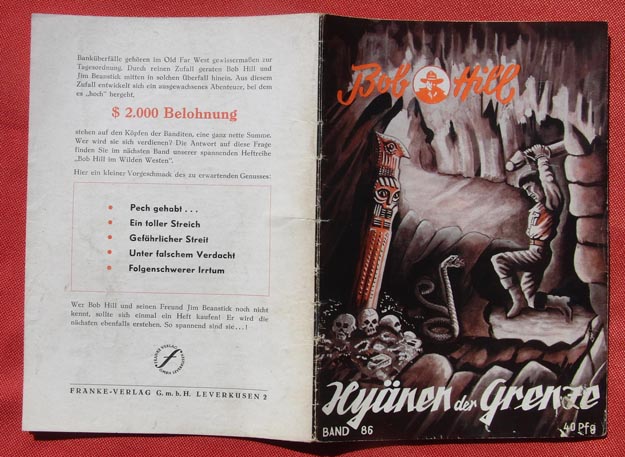 Banküberfälle gehören im Old Far West gewissermaßen zur
Tagesordnung. Durch reinen Zufall geraten Bob Hill und
Jim Beanstick mitten in solchen Überfall hinein. Aus diesem
Zufall entwickelt sich ein ausgewachsenes Abenteuer, bei dem
es „hoch" hergeht.
$ 2.000 Belohnung
stehen auf den Köpfen der Banditen, eine ganz nette Summe.
Wer wird sie sich verdienen? Die Antwort auf diese Frage
finden Sie im nächsten Band unserer spannenden Heftreihe
"Bob Hill im Wilden Westen".
Hier ein kleiner Vorgeschmack des zu erwartenden Genusses:
• Pech gehabt . . .
• Ein toller Streich
• Gefährlicher Streit
• Unter falschem Verdacht
• Folgenschwerer Irrtum
Wer Bob Hill und seinen Freund Jim Beanstick noch nicht
kennt, sollte sich einmal ein Heft kaufen! Er wird die
nächsten ebenfalls erstehen. So spannend sind sie . . . !
FRANKE-VERLAG G. m. b. H. LEVERKUSEN 2
Bob Hill
Hyänen der Grenze
BAND 86
40 Pfg